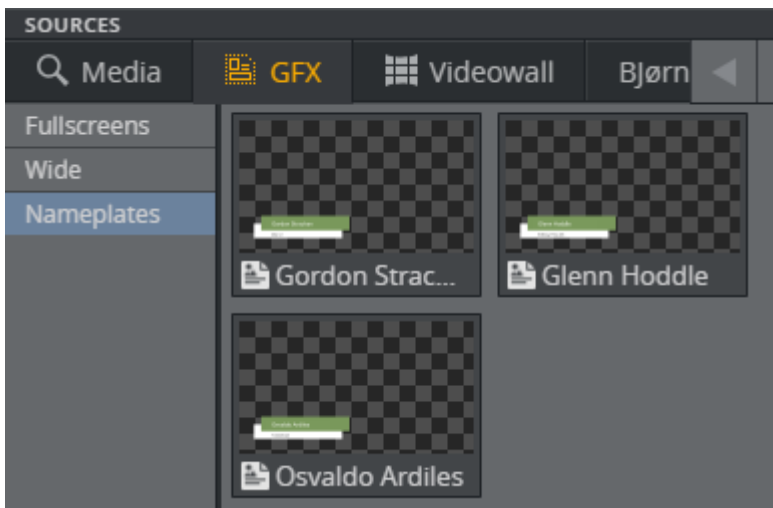 SOURCES
Media GFX Videowall BJørn
Fullscreens
Wide
Nameplates
Gordon Strac... Glenn Hoddle
Osvaldo Ardiles